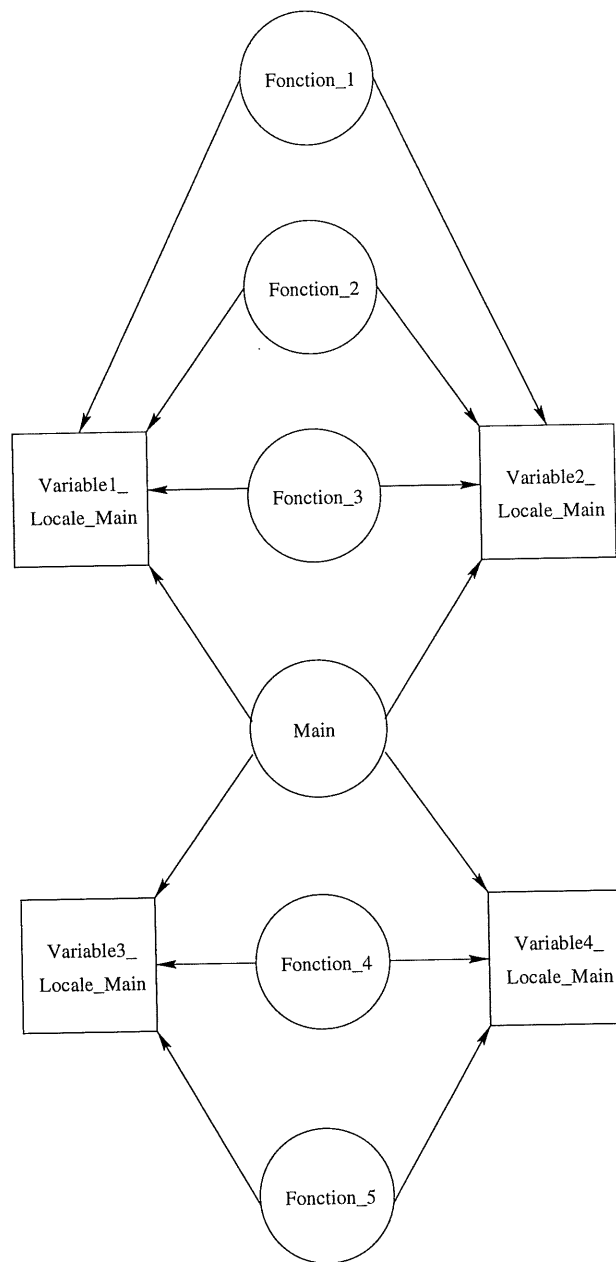 Fonction_1
Fonction_2
Variable1_
Locale_Main
Fonction_3
Variable2_
Locale_Main
Main
Variable3_
Locale_Main
Fonction_4
Variable4_
Locale_Main
Fonction_5